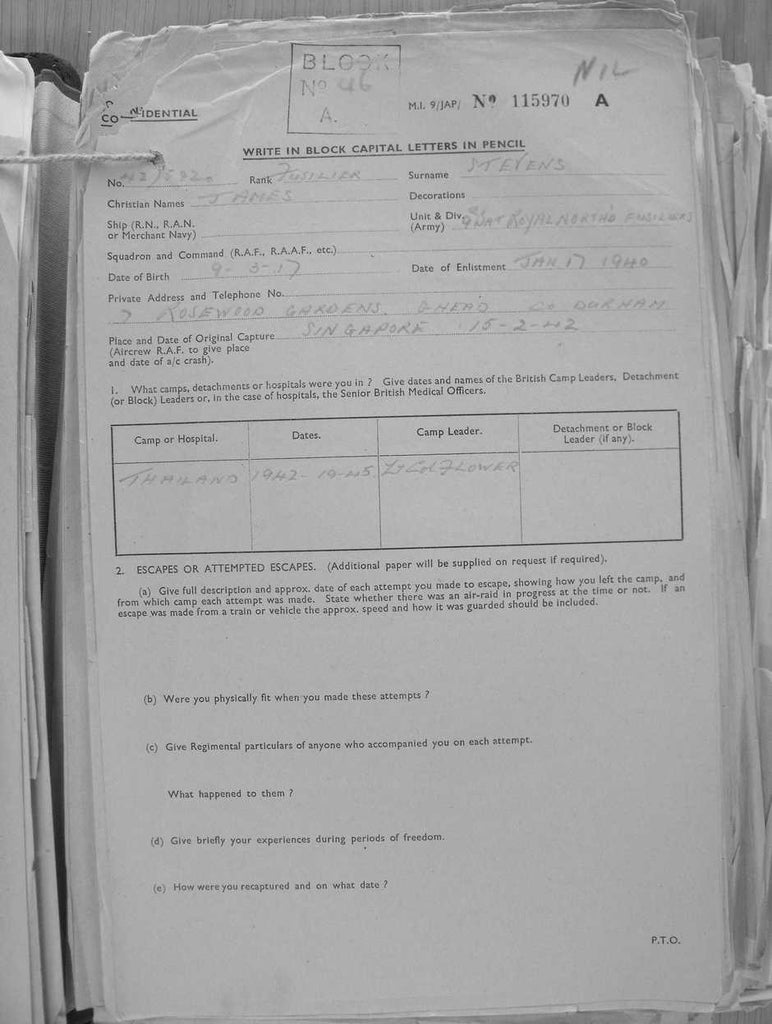 BLOCK
Nº 46
A.
NIL
CONFIDENTIAL
M.I. 9/JAP/ Nº 115970 A
WRITE IN BLOCK CAPITAL LETTERS IN PENCIL
No. Rank FUSILIER Surname STEVENS
Christian Names JAMES Decorations
Ship (R.N., R.A.N. or Merchant Navy)
Unit & Div. (Army) 9 BAT ROYAL NORTH'D FUSILIERS
Squadron and Command (R.A.F., R.A.A.F., etc.)
Date of Birth 9-3-17 Date of Enlistment JAN 17 1940
Private Address and Telephone No.
7 ROSEWOOD GARDENS. GHEAD CO DURHAM
Place and Date of Original Capture SINGAPORE 15-2-42
(Aircrew R.A.F. to give place
and date of a/c crash).
1. What camps, detachments or hospitals were you in ? Give dates and names of the British Camp Leaders, Detachment
(or Block) Leaders or, in the case of hospitals, the Senior British Medical Officers.
Camp or Hospital. Dates. Camp Leader. Detachment or Block Leader (if any).
THAILAND 1942-1945 LT COL FLOWER
2. ESCAPES OR ATTEMPTED ESCAPES. (Additional paper will be supplied on request if required).
(a) Give full description and approx. date of each attempt you made to escape, showing how you left the camp, and
from which camp each attempt was made. State whether there was an air-raid in progress at the time or not. If an
escape was made from a train or vehicle the approx. speed and how it was guarded should be included.
(b) Were you physically fit when you made these attempts ?
(c) Give Regimental particulars of anyone who accompanied you on each attempt.
What happened to them ?
(d) Give briefly your experiences during periods of freedom.
(e) How were you recaptured and on what date ?
P.T.O.